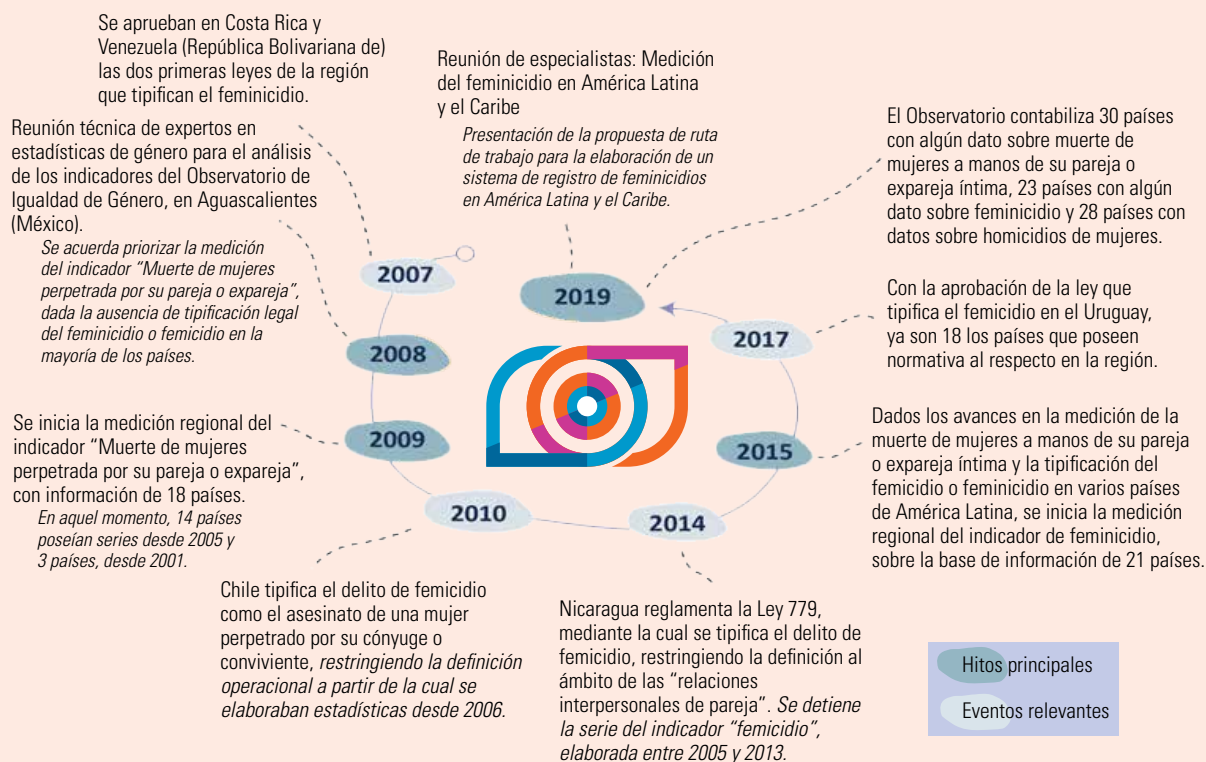 Se aprueban en Costa Rica y
Venezuela (República Bolivariana de)
las dos primeras leyes de la región
que tipifican el feminicidio.
Reunión técnica de expertos en
estadísticas de género para el análisis
de los indicadores del Observatorio de
Igualdad de Género, en Aguascalientes
(México).
Se acuerda priorizar la medición
del indicador “Muerte de mujeres
perpetrada por su pareja o expareja”,
dada la ausencia de tipificación legal
del feminicidio o femicidio en la
mayoría de los países.
Se inicia la medición regional del
indicador “Muerte de mujeres
perpetrada por su pareja o expareja”,
con información de 18 países.
En aquel momento, 14 países
poseían series desde 2005 y
3 países, desde 2001.
Chile tipifica el delito de femicidio
como el asesinato de una mujer
perpetrado por su cónyuge o
conviviente, restringiendo la definición
operacional a partir de la cual se
elaboraban estadísticas desde 2006.
Nicaragua reglamenta la Ley 779,
mediante la cual se tipifica el delito de
femicidio, restringiendo la definición al
ámbito de las “relaciones
interpersonales de pareja”. Se detiene
la serie del indicador “femicidio”,
elaborada entre 2005 y 2013.
Dados los avances en la medición de la
muerte de mujeres a manos de su pareja
o expareja íntima y la tipificación del
femicidio o feminicidio en varios países
de América Latina, se inicia la medición
regional del indicador de feminicidio,
sobre la base de información de 21 países.
Con la aprobación de la ley que
tipifica el femicidio en el Uruguay,
ya son 18 los países que poseen
normativa al respecto en la región.
El Observatorio contabiliza 30 países
con algún dato sobre muerte de
mujeres a manos de su pareja o
expareja íntima, 23 países con algún
dato sobre feminicidio y 28 países con
datos sobre homicidios de mujeres.
Reunión de especialistas: Medición
del feminicidio en América Latina
y el Caribe
Presentación de la propuesta de ruta
de trabajo para la elaboración de un
sistema de registro de feminicidios
en América Latina y el Caribe.
2007
2008
2009
2010
2014
2015
2017
2019
Hitos principales
Eventos relevantes